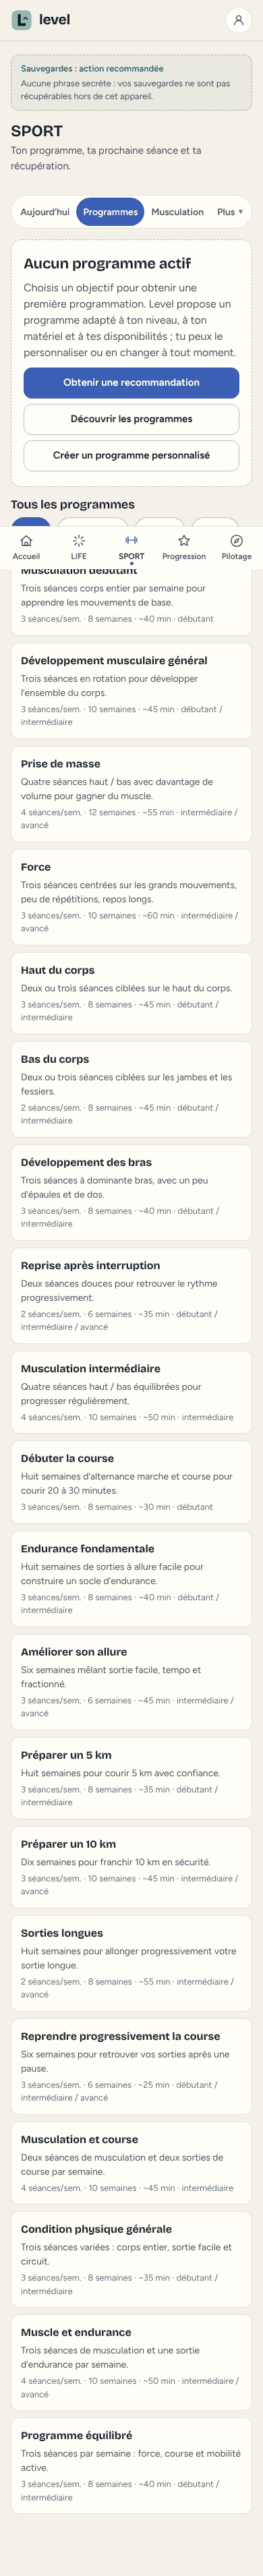 level
Sauvegardes : action recommandée
Aucune phrase secrète : vos sauvegardes ne sont pas
récupérables hors de cet appareil.
SPORT
Ton programme, ta prochaine séance et ta
récupération.
Aujourd'hui Programmes Musculation Plus ▾
Aucun programme actif
Choisis un objectif pour obtenir une
première programmation. Level propose un
programme adapté à ton niveau, à ton
matériel et à tes disponibilités ; tu peux le
personnaliser ou en changer à tout moment.
Obtenir une recommandation
Découvrir les programmes
Créer un programme personnalisé
Tous les programmes
Accueil LIFE SPORT Progression Pilotage
Musculation débutant
Trois séances corps entier par semaine pour
apprendre les mouvements de base.
3 séances/sem. · 8 semaines · ~40 min · débutant
Développement musculaire général
Trois séances en rotation pour développer
l'ensemble du corps.
3 séances/sem. · 10 semaines · ~45 min · débutant /
intermédiaire
Prise de masse
Quatre séances haut / bas avec davantage de
volume pour gagner du muscle.
4 séances/sem. · 12 semaines · ~55 min · intermédiaire /
avancé
Force
Trois séances centrées sur les grands mouvements,
peu de répétitions, repos longs.
3 séances/sem. · 10 semaines · ~60 min · intermédiaire /
avancé
Haut du corps
Deux ou trois séances ciblées sur le haut du corps.
3 séances/sem. · 8 semaines · ~45 min · débutant /
intermédiaire
Bas du corps
Deux ou trois séances ciblées sur les jambes et les
fessiers.
2 séances/sem. · 8 semaines · ~45 min · débutant /
intermédiaire
Développement des bras
Trois séances à dominante bras, avec un peu
d'épaules et de dos.
3 séances/sem. · 8 semaines · ~40 min · débutant /
intermédiaire
Reprise après interruption
Deux séances douces pour retrouver le rythme
progressivement.
2 séances/sem. · 6 semaines · ~35 min · débutant /
intermédiaire / avancé
Musculation intermédiaire
Quatre séances haut / bas équilibrées pour
progresser régulièrement.
4 séances/sem. · 10 semaines · ~50 min · intermédiaire
Débuter la course
Huit semaines d'alternance marche et course pour
courir 20 à 30 minutes.
3 séances/sem. · 8 semaines · ~30 min · débutant
Endurance fondamentale
Huit semaines de sorties à allure facile pour
construire un socle d'endurance.
3 séances/sem. · 8 semaines · ~40 min · débutant /
intermédiaire
Améliorer son allure
Six semaines mêlant sortie facile, tempo et
fractionné.
3 séances/sem. · 6 semaines · ~45 min · intermédiaire /
avancé
Préparer un 5 km
Huit semaines pour courir 5 km avec confiance.
3 séances/sem. · 8 semaines · ~35 min · débutant /
intermédiaire
Préparer un 10 km
Dix semaines pour franchir 10 km en sécurité.
3 séances/sem. · 10 semaines · ~45 min · intermédiaire /
avancé
Sorties longues
Huit semaines pour allonger progressivement votre
sortie longue.
2 séances/sem. · 8 semaines · ~55 min · intermédiaire /
avancé
Reprendre progressivement la course
Six semaines pour retrouver vos sorties après une
pause.
3 séances/sem. · 6 semaines · ~25 min · débutant /
intermédiaire / avancé
Musculation et course
Deux séances de musculation et deux sorties de
course par semaine.
4 séances/sem. · 10 semaines · ~45 min · intermédiaire
Condition physique générale
Trois séances variées : corps entier, sortie facile et
circuit.
3 séances/sem. · 8 semaines · ~35 min · débutant /
intermédiaire
Muscle et endurance
Trois séances de musculation et une sortie
d'endurance par semaine.
4 séances/sem. · 10 semaines · ~50 min · intermédiaire /
avancé
Programme équilibré
Trois séances par semaine : force, course et mobilité
active.
3 séances/sem. · 8 semaines · ~40 min · débutant /
intermédiaire